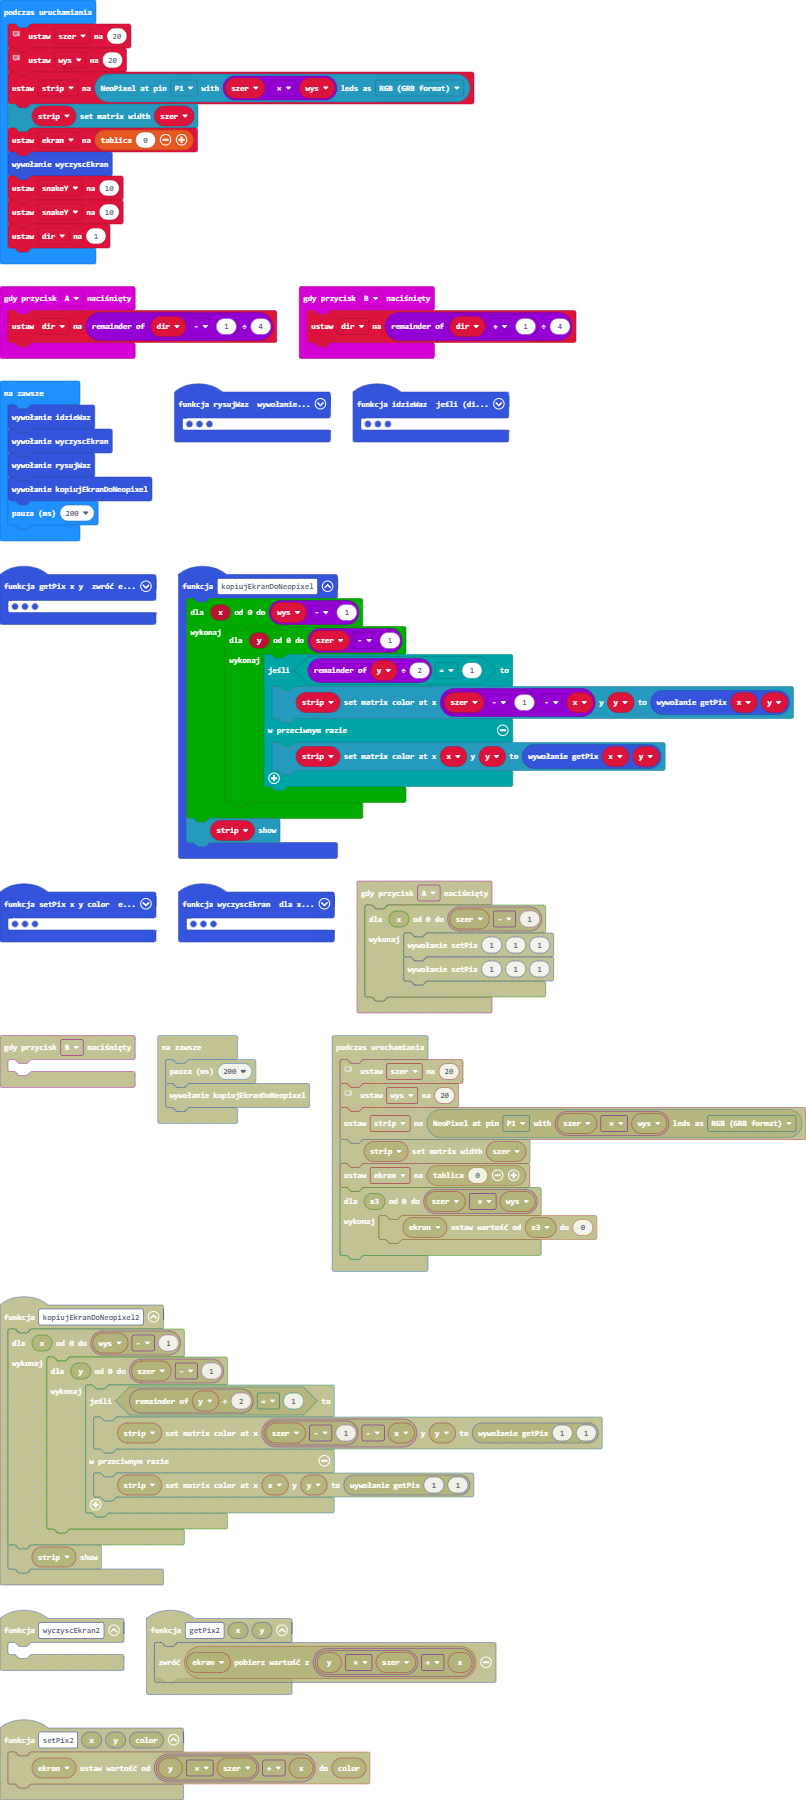 podczas uruchamiania
ustaw szer na 20
ustaw wys na 20
ustaw strip na NeoPixel at pin P1 with szer × wys leds as RGB (GRB format)
strip set matrix width szer
ustaw ekran na tablica 0
wywołanie wyczyscEkran
ustaw snakeY na 10
ustaw snakeY na 10
ustaw dir na 1
gdy przycisk A naciśnięty
ustaw dir na remainder of dir - 1 ÷ 4
gdy przycisk B naciśnięty
ustaw dir na remainder of dir + 1 ÷ 4
na zawsze
wywołanie idzieWaz
wywołanie wyczyscEkran
wywołanie rysujWaz
wywołanie kopiujEkranDoNeopixel
pauza (ms) 200
funkcja rysujWaz wywołanie...
funkcja idzieWaz jeśli (di...
funkcja getPix x y zwróć e...
funkcja kopiujEkranDoNeopixel
dla x od 0 do wys - 1
wykonaj
dla y od 0 do szer - 1
wykonaj
jeśli remainder of y ÷ 2 = 1 to
strip set matrix color at x szer - 1 - x y y to wywołanie getPix x y
w przeciwnym razie
strip set matrix color at x x y y to wywołanie getPix x y
strip show
funkcja setPix x y color e...
funkcja wyczyscEkran dla x...
gdy przycisk A naciśnięty
dla x od 0 do szer - 1
wykonaj
wywołanie setPix 1 1 1
wywołanie setPix 1 1 1
gdy przycisk B naciśnięty
na zawsze
pauza (ms) 200
wywołanie kopiujEkranDoNeopixel
podczas uruchamiania
ustaw szer na 20
ustaw wys na 20
ustaw strip na NeoPixel at pin P1 with szer × wys leds as RGB (GRB format)
strip set matrix width szer
ustaw ekran na tablica 0
dla x3 od 0 do szer × wys
wykonaj
ekran ustaw wartość od x3 do 0
funkcja kopiujEkranDoNeopixel2
dla x od 0 do wys - 1
wykonaj
dla y od 0 do szer - 1
wykonaj
jeśli remainder of y ÷ 2 = 1 to
strip set matrix color at x szer - 1 - x y y to wywołanie getPix 1 1
w przeciwnym razie
strip set matrix color at x x y y to wywołanie getPix 1 1
strip show
funkcja wyczyscEkran2
funkcja getPix2 x y
zwróć ekran pobierz wartość z y × szer + x
funkcja setPix2 x y color
ekran ustaw wartość od y × szer + x do color